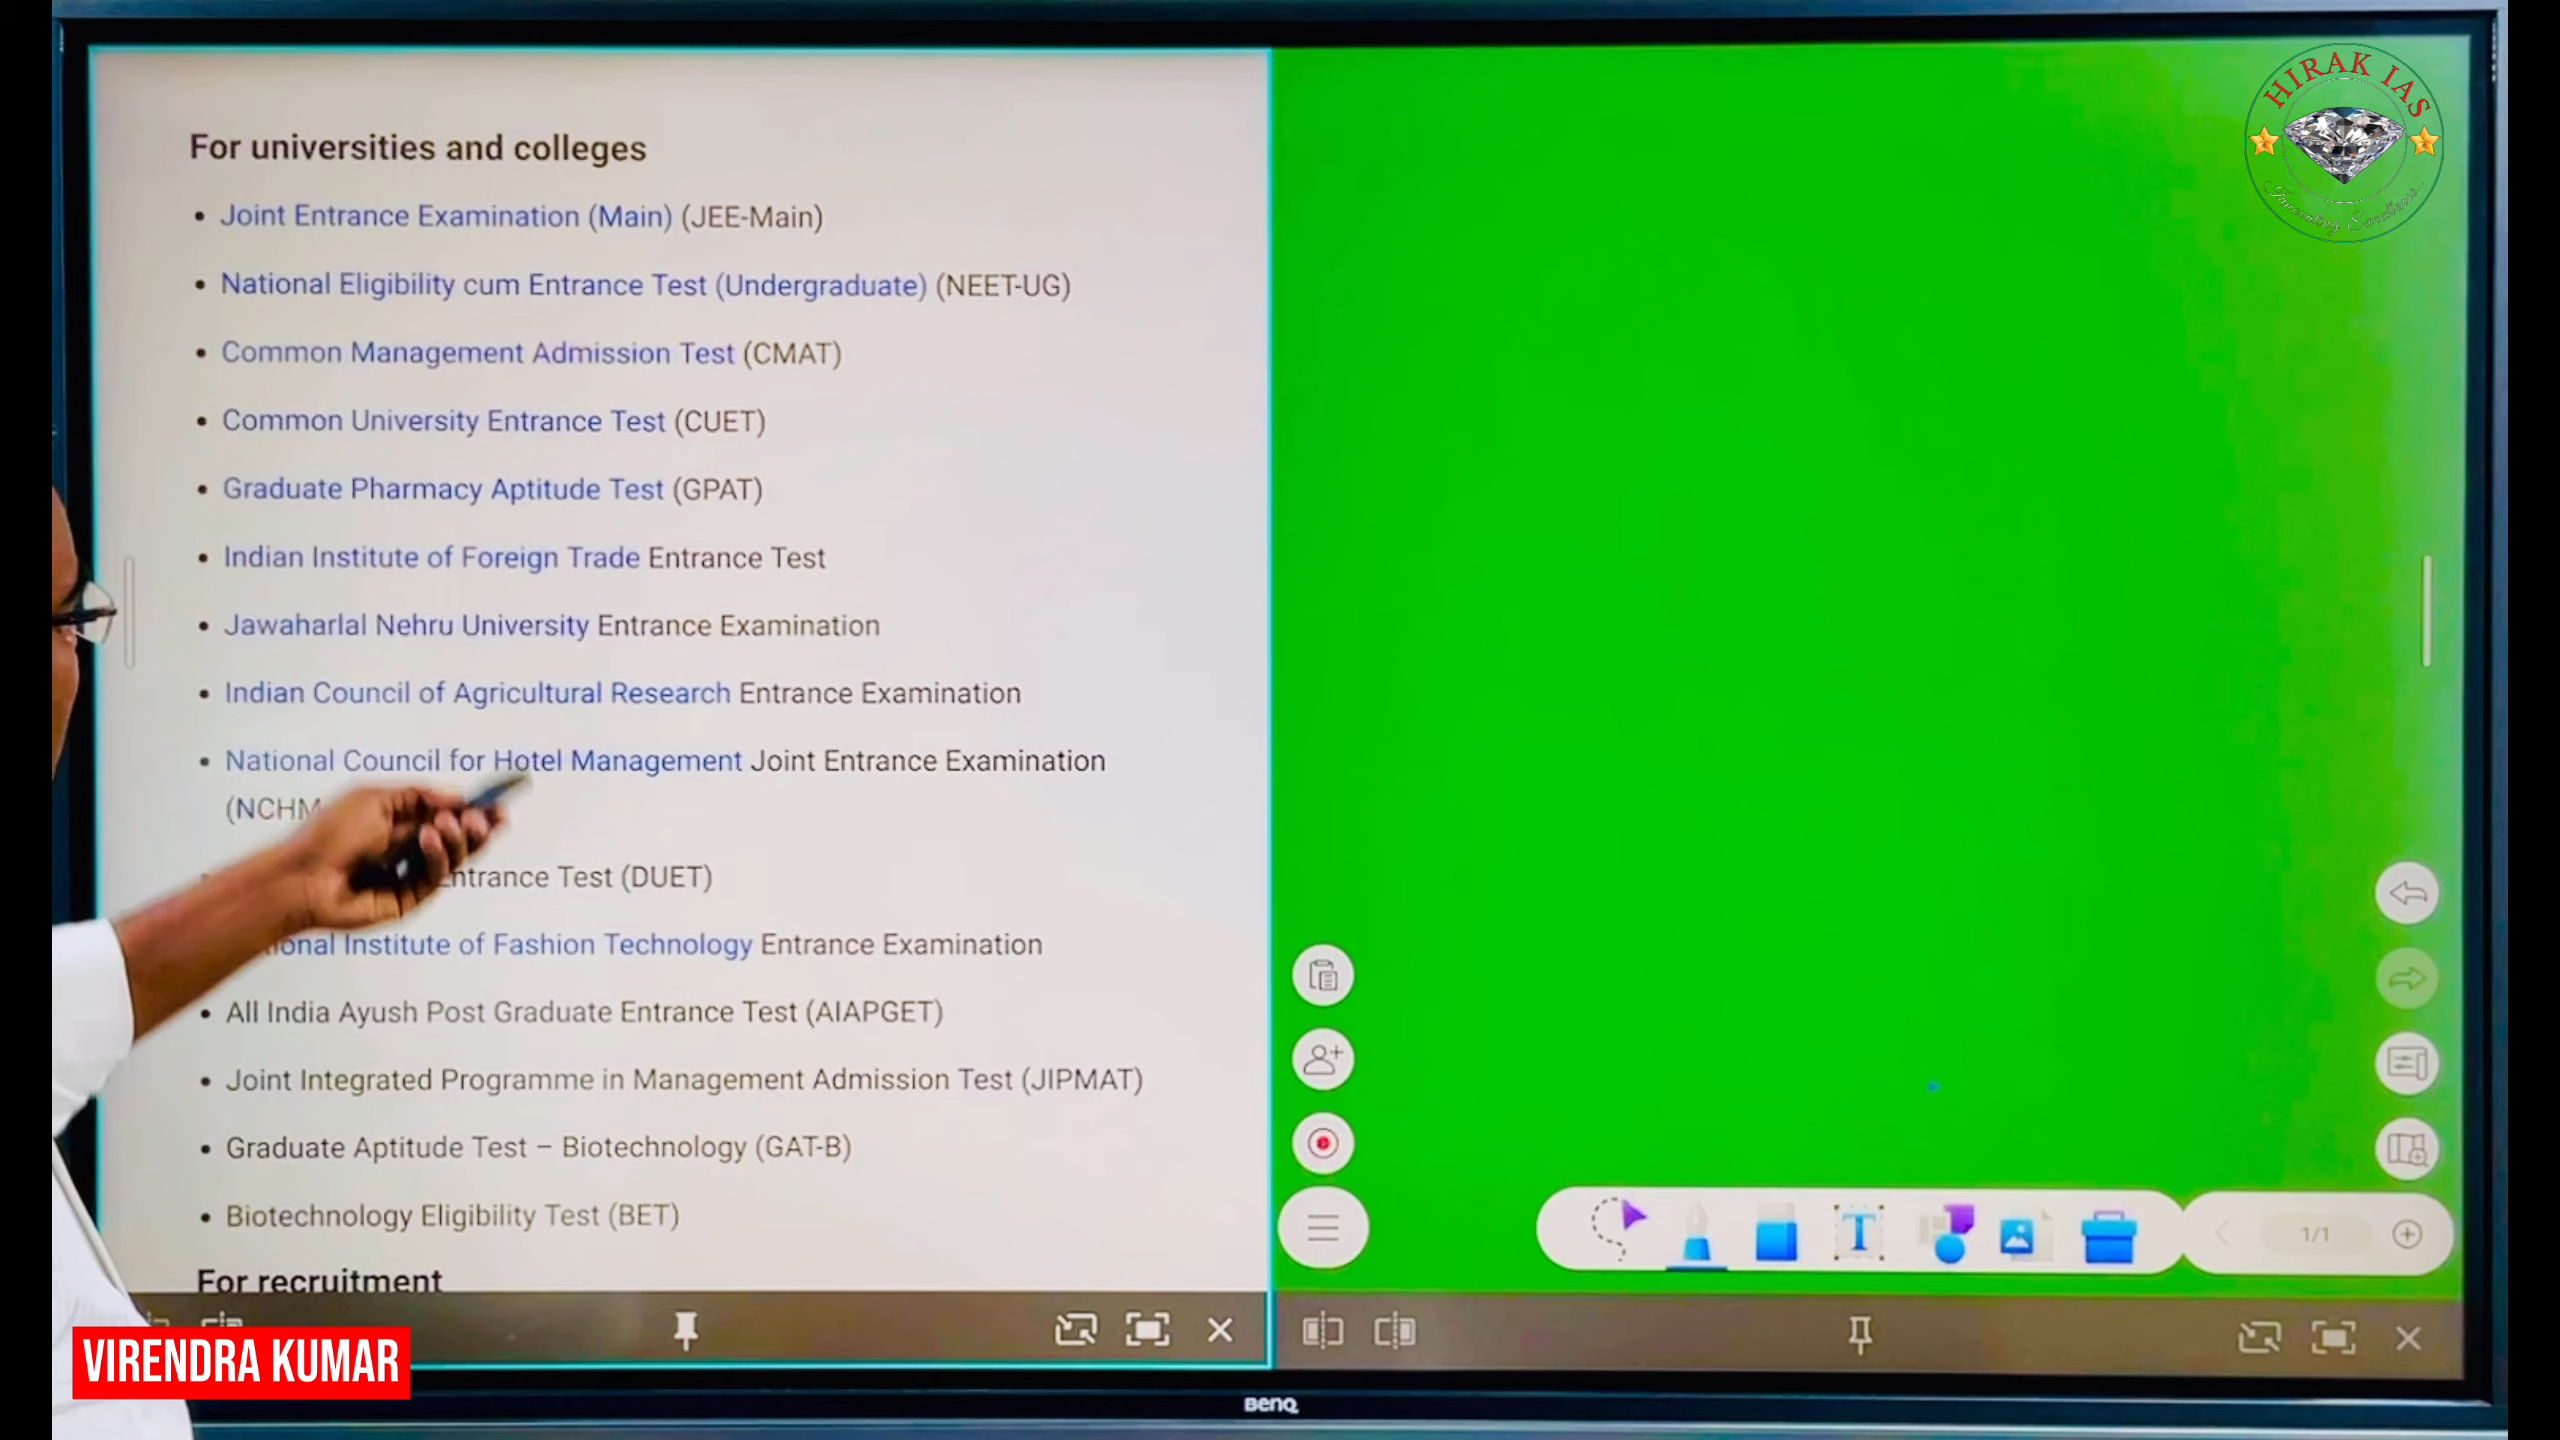 For universities and colleges
• Joint Entrance Examination (Main) (JEE-Main)
• National Eligibility cum Entrance Test (Undergraduate) (NEET-UG)
• Common Management Admission Test (CMAT)
• Common University Entrance Test (CUET)
• Graduate Pharmacy Aptitude Test (GPAT)
• Indian Institute of Foreign Trade Entrance Test
• Jawaharlal Nehru University Entrance Examination
• Indian Council of Agricultural Research Entrance Examination
• National Council for Hotel Management Joint Entrance Examination
(NCHM
Entrance Test (DUET)
Institute of Fashion Technology Entrance Examination
• All India Ayush Post Graduate Entrance Test (AIAPGET)
• Joint Integrated Programme in Management Admission Test (JIPMAT)
• Graduate Aptitude Test – Biotechnology (GAT-B)
• Biotechnology Eligibility Test (BET)
For recruitment
HIRAK IAS
T
1/1
VIRENDRA KUMAR
BenQ